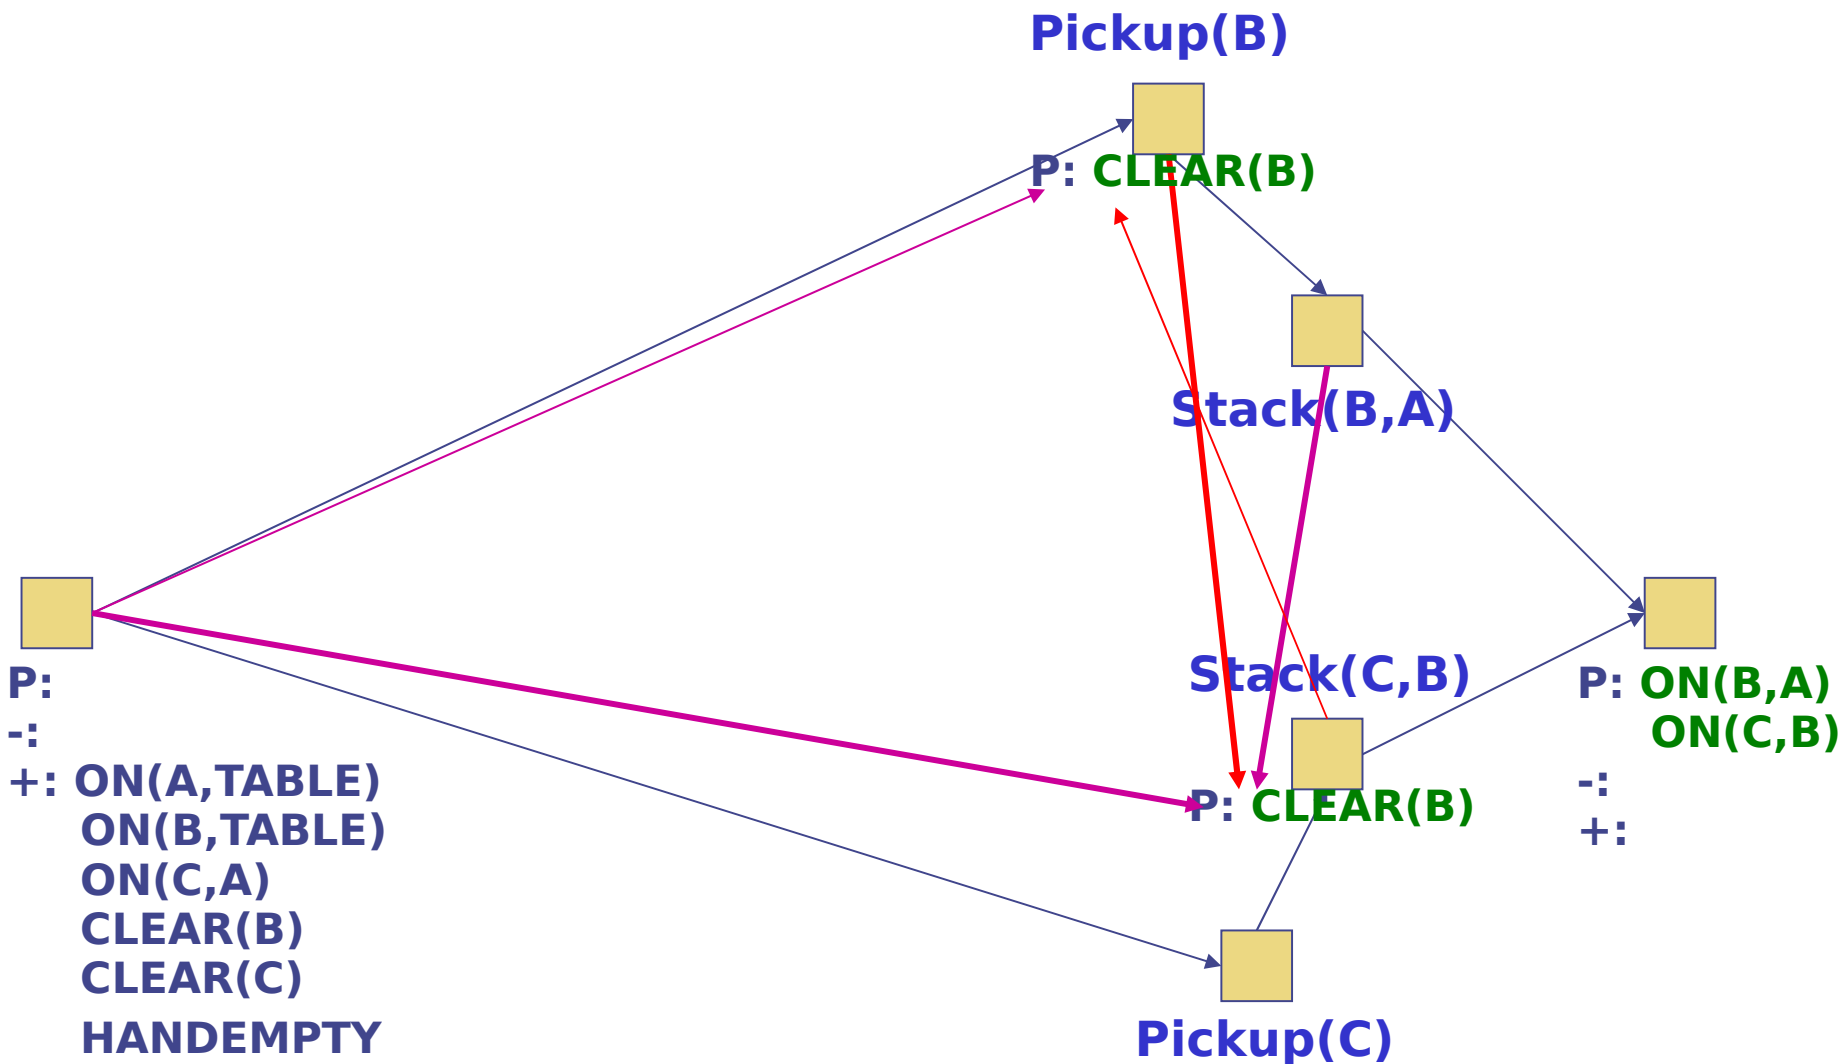 Pickup(B)
P: CLEAR(B)
Stack(B,A)
Stack(C,B)
P: CLEAR(B)
P:
-:
+: ON(A,TABLE)
ON(B,TABLE)
ON(C,A)
CLEAR(B)
CLEAR(C)
HANDEMPTY
P: ON(B,A)
ON(C,B)
-:
+:
Pickup(C)